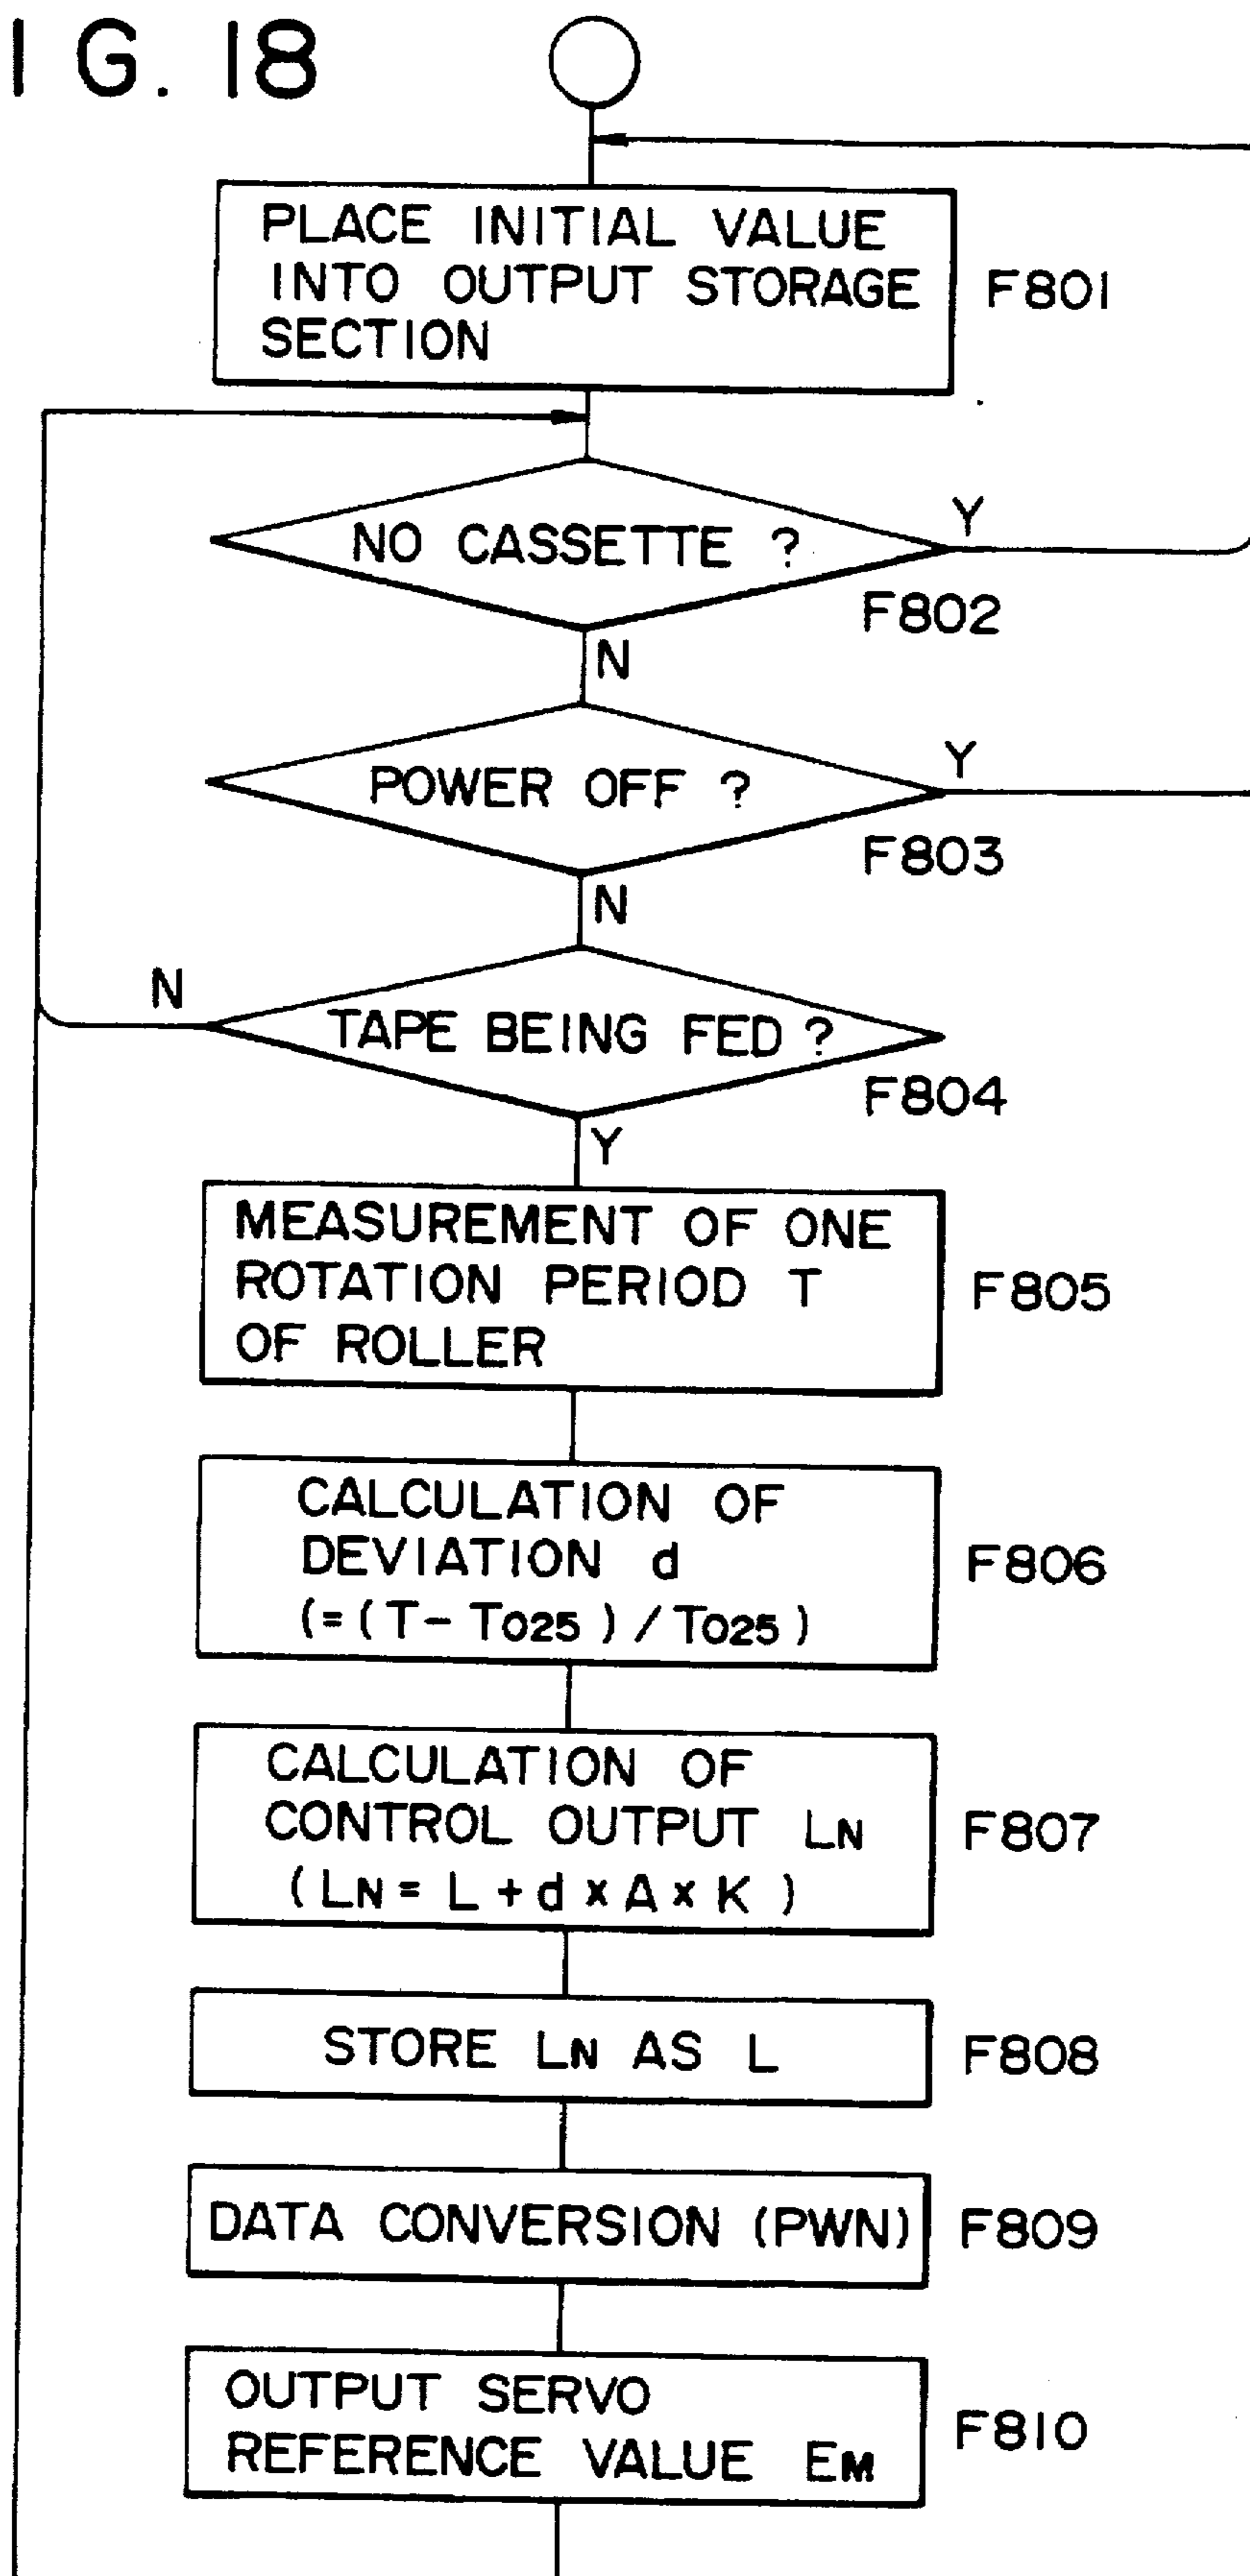 IG. 18
PLACE INITIAL VALUE
INTO OUTPUT STORAGE
SECTION
F801
NO CASSETTE ?
Y
F802
N
POWER OFF ?
Y
F803
N
TAPE BEING FED ?
N
F804
Y
MEASUREMENT OF ONE
ROTATION PERIOD T
OF ROLLER
F805
CALCULATION OF
DEVIATION d
(=(T-TO25)/TO25)
F806
CALCULATION OF
CONTROL OUTPUT LN
(LN = L + d x A x K )
F807
STORE LN AS L
F808
DATA CONVERSION (PWN)
F809
OUTPUT SERVO
REFERENCE VALUE EM
F810